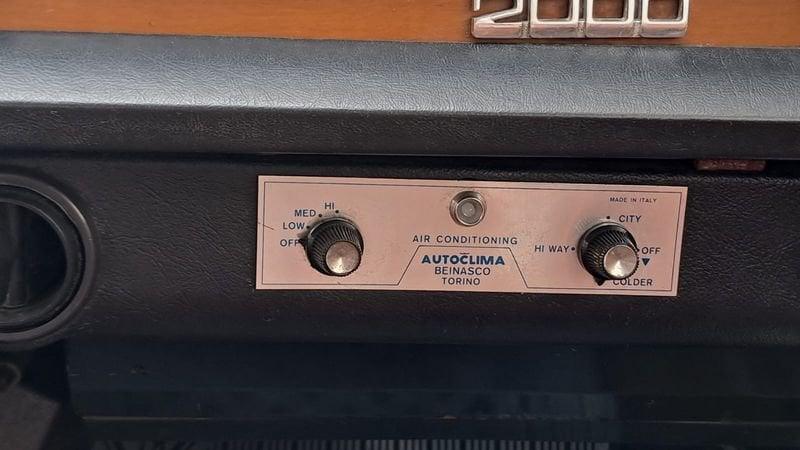 2000
MADE IN ITALY
HI
MED
LOW
OFF
AIR CONDITIONING
AUTOCLIMA
BEINASCO
TORINO
CITY
HI WAY
OFF
COLDER